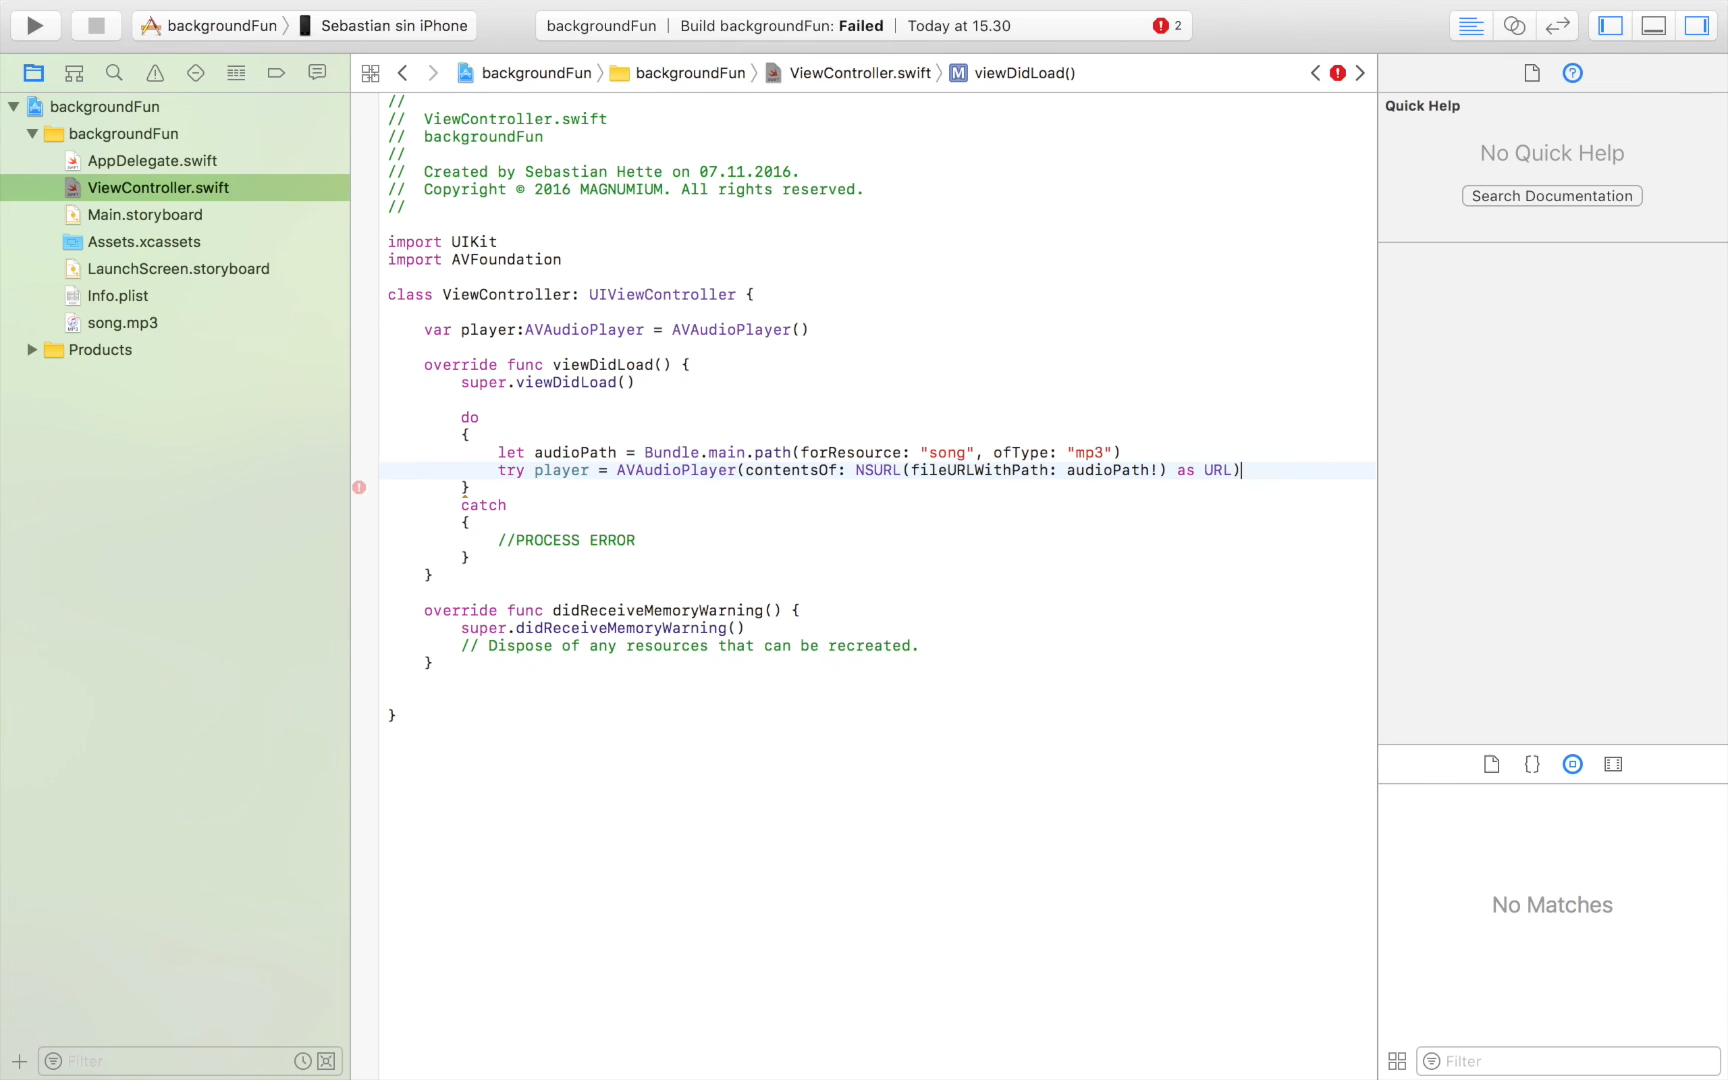 backgroundFun
Sebastian sin iPhone
backgroundFun
Build backgroundFun: Failed
Today at 15.30
2
backgroundFun
backgroundFun
ViewController.swift
M viewDidLoad()
Quick Help
No Quick Help
Search Documentation
backgroundFun
backgroundFun
AppDelegate.swift
ViewController.swift
Main.storyboard
Assets.xcassets
LaunchScreen.storyboard
Info.plist
song.mp3
Products
//
//  ViewController.swift
//  backgroundFun
//
//  Created by Sebastian Hette on 07.11.2016.
//  Copyright © 2016 MAGNUMIUM. All rights reserved.
//
import UIKit
import AVFoundation
class ViewController: UIViewController {
var player:AVAudioPlayer = AVAudioPlayer()
override func viewDidLoad() {
super.viewDidLoad()
do
{
let audioPath = Bundle.main.path(forResource: "song", ofType: "mp3")
try player = AVAudioPlayer(contentsOf: NSURL(fileURLWithPath: audioPath!) as URL)
}
catch
{
//PROCESS ERROR
}
}
override func didReceiveMemoryWarning() {
super.didReceiveMemoryWarning()
// Dispose of any resources that can be recreated.
}
}
No Matches
Filter
Filter